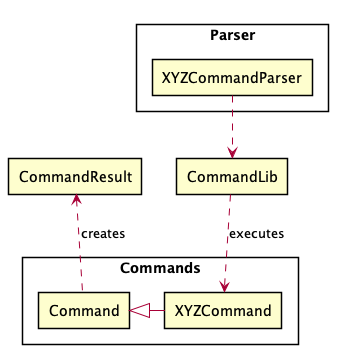 Parser
XYZCommandParser
CommandResult
CommandLib
creates
executes
Commands
Command
XYZCommand